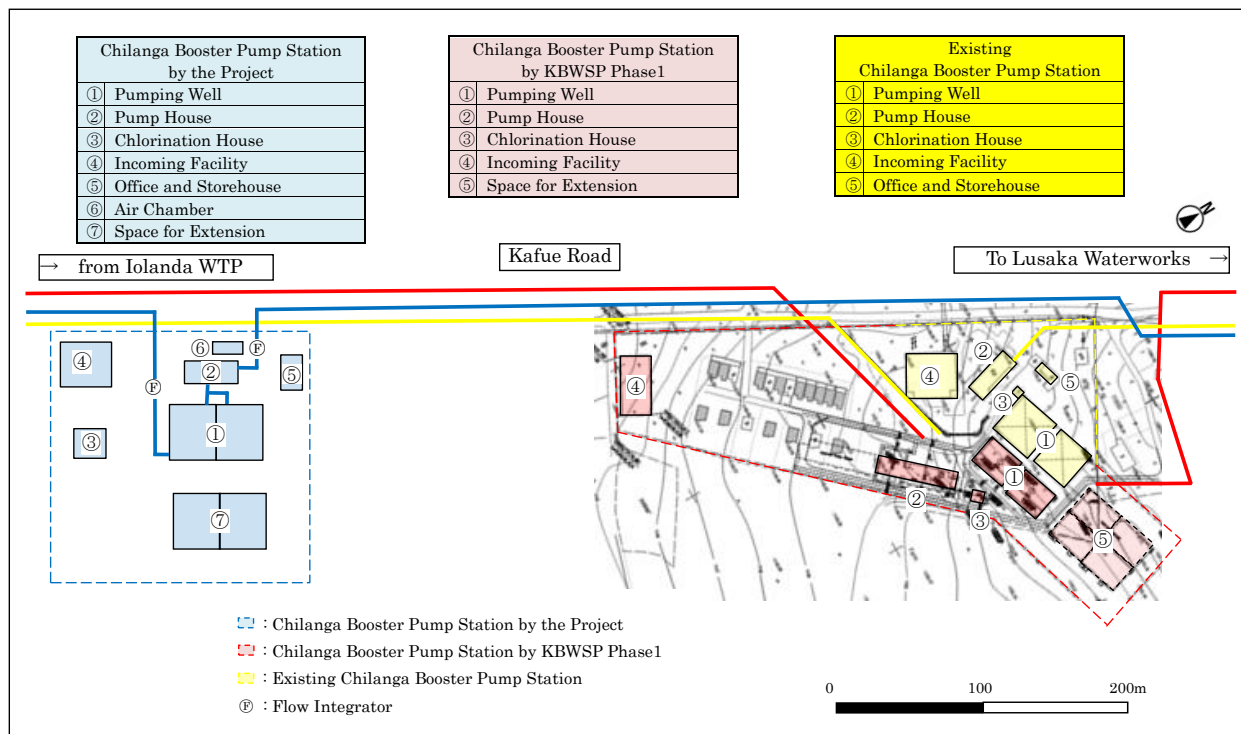 Chilanga Booster Pump Station
by the Project
① Pumping Well
② Pump House
③ Chlorination House
④ Incoming Facility
⑤ Office and Storehouse
⑥ Air Chamber
⑦ Space for Extension
Chilanga Booster Pump Station
by KBWSP Phase1
① Pumping Well
② Pump House
③ Chlorination House
④ Incoming Facility
⑤ Space for Extension
Existing
Chilanga Booster Pump Station
① Pumping Well
② Pump House
③ Chlorination House
④ Incoming Facility
⑤ Office and Storehouse
N
→ from Iolanda WTP
Kafue Road
To Lusaka Waterworks →
④
⑥
②
Ⓕ
⑤
Ⓕ
③
①
⑦
④
④
②
⑤
③
①
①
②
③
⑤
: Chilanga Booster Pump Station by the Project
: Chilanga Booster Pump Station by KBWSP Phase1
: Existing Chilanga Booster Pump Station
Ⓕ : Flow Integrator
0 100 200m